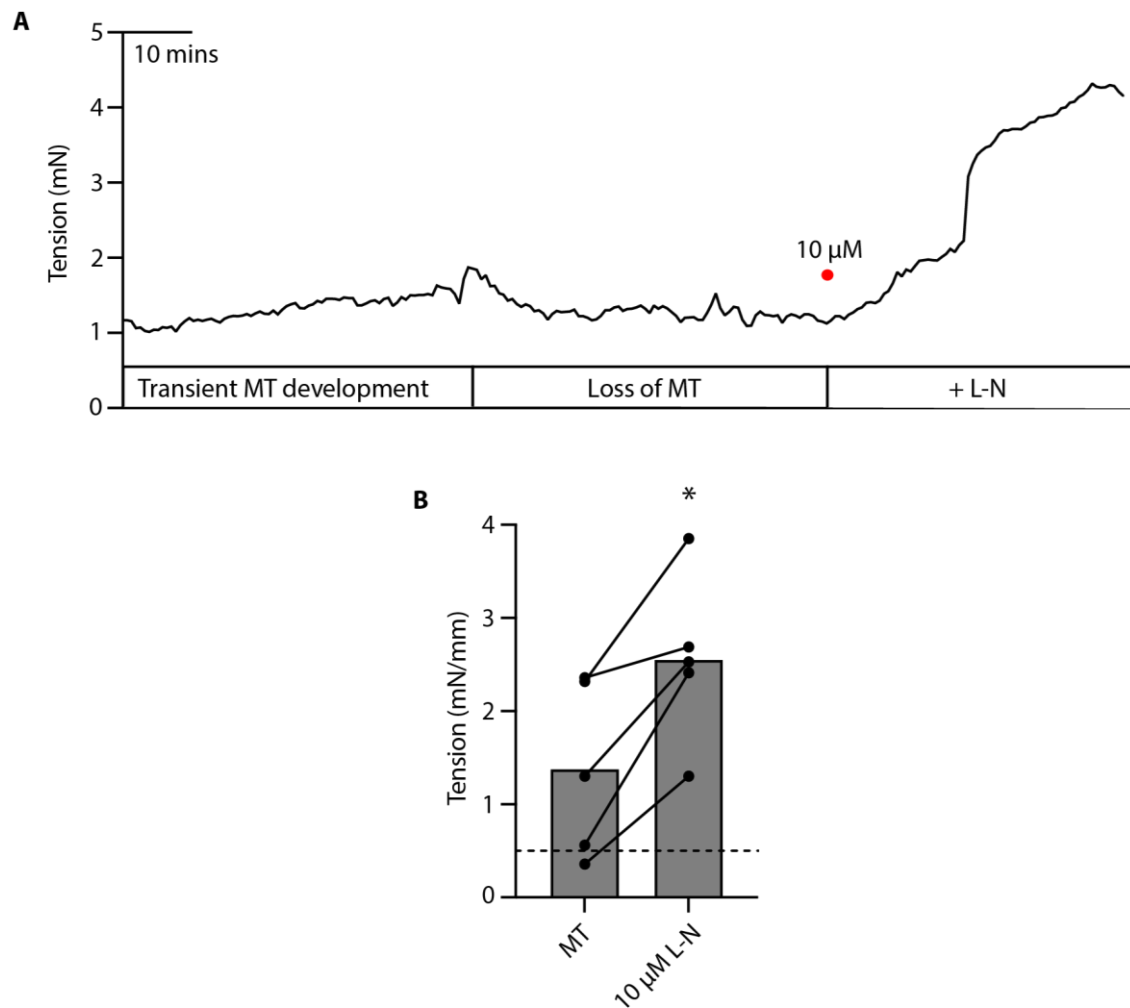 A
5
10 mins
4
3
2
1
0
Tension (mN)
10 µM
Transient MT development
Loss of MT
+ L-N
B
*
4
3
2
1
0
Tension (mN/mm)
MT
10 µM L-N